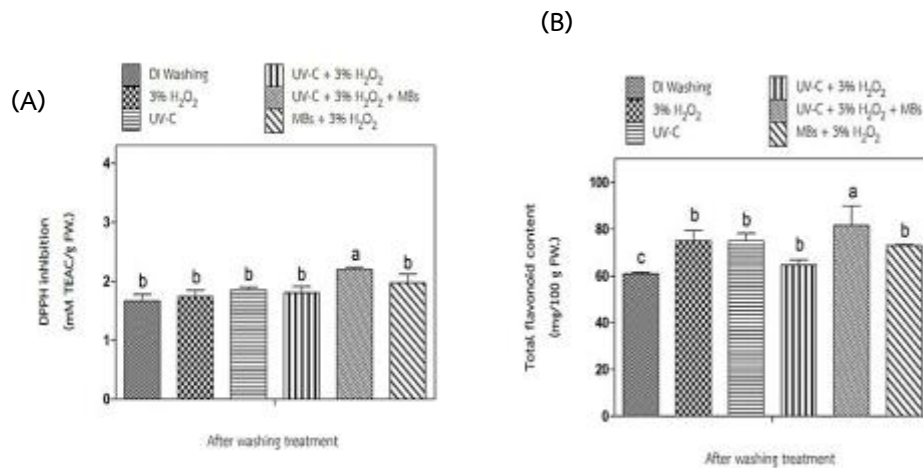 (A)
DI Washing
3% H₂O₂
UV-C
UV-C + 3% H₂O₂
UV-C + 3% H₂O₂ + MBs
MBs + 3% H₂O₂
DPPH inhibition
(mM TEAC/g FW.)
4
3
2
1
0
b
b
b
b
a
b
After washing treatment
(B)
DI Washing
3% H₂O₂
UV-C
UV-C + 3% H₂O₂
UV-C + 3% H₂O₂ + MBs
MBs + 3% H₂O₂
Total flavonoid content
(mg/100 g FW.)
100
80
60
40
20
0
c
b
b
b
a
b
After washing treatment